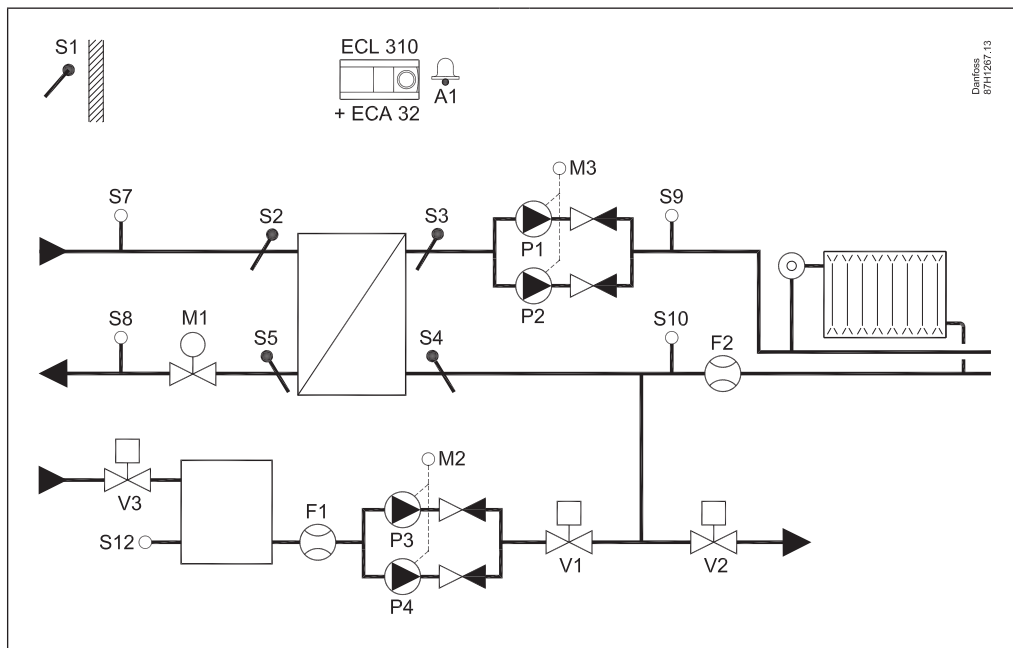 S1
ECL 310
A1
+ ECA 32
Danfoss
87H1267.13
M3
S7
S2
S3
S9
P1
P2
S8
M1
S5
S4
S10
F2
M2
V3
F1
P3
S12
V1
V2
P4